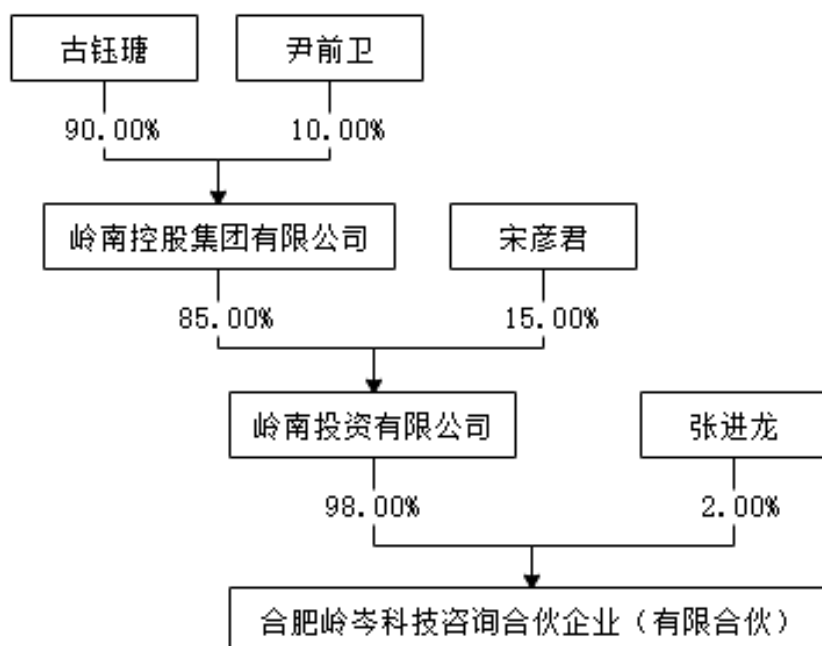 古钰瑭
尹前卫
90.00%
10.00%
岭南控股集团有限公司
宋彦君
85.00%
15.00%
岭南投资有限公司
张进龙
98.00%
2.00%
合肥岭岑科技咨询合伙企业（有限合伙）